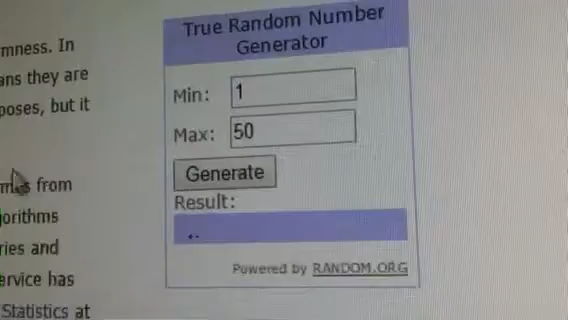 True Random Number
Generator
Min: 1
Max: 50
Generate
Result:
..
Powered by RANDOM.ORG
mness. In
ans they are
poses, but it
from
orithms
ries and
ervice has
Statistics at